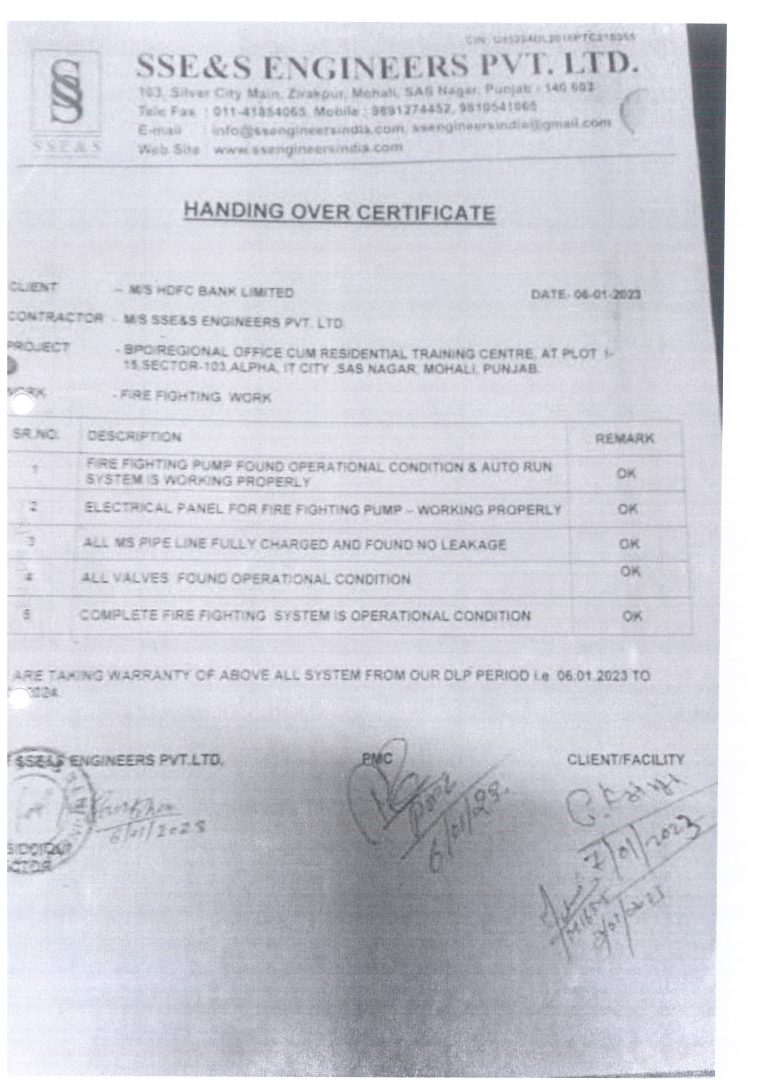 SSE&S ENGINEERS PVT. LTD.
103, Silver City Main, Zirakpur, Mohali, SAS Nagar, Punjab - 140 603
Tele Fax : 011-41854065, Mobile : 9891274452, 9810541065
E-mail : info@ssengineersindia.com, ssengineersindia@gmail.com
SSE&S
Web Site www.ssengineersindia.com
HANDING OVER CERTIFICATE
CLIENT – M/S HDFC BANK LIMITED DATE- 06-01-2023
CONTRACTOR - M/S SSE&S ENGINEERS PVT. LTD.
PROJECT - BPO/REGIONAL OFFICE CUM RESIDENTIAL TRAINING CENTRE, AT PLOT I-
15,SECTOR-103,ALPHA, IT CITY ,SAS NAGAR, MOHALI, PUNJAB.
WORK - FIRE FIGHTING WORK
SR.NO. DESCRIPTION REMARK
1 FIRE FIGHTING PUMP FOUND OPERATIONAL CONDITION & AUTO RUN
SYSTEM IS WORKING PROPERLY OK
2 ELECTRICAL PANEL FOR FIRE FIGHTING PUMP – WORKING PROPERLY OK
3 ALL MS PIPE LINE FULLY CHARGED AND FOUND NO LEAKAGE OK
4 ALL VALVES FOUND OPERATIONAL CONDITION OK
5 COMPLETE FIRE FIGHTING SYSTEM IS OPERATIONAL CONDITION OK
ARE TAKING WARRANTY OF ABOVE ALL SYSTEM FROM OUR DLP PERIOD i.e 06.01.2023 TO
2024.
SSE&S ENGINEERS PVT.LTD. PMC CLIENT/FACILITY
6/01/2023
6/01/23.
7/01/2023